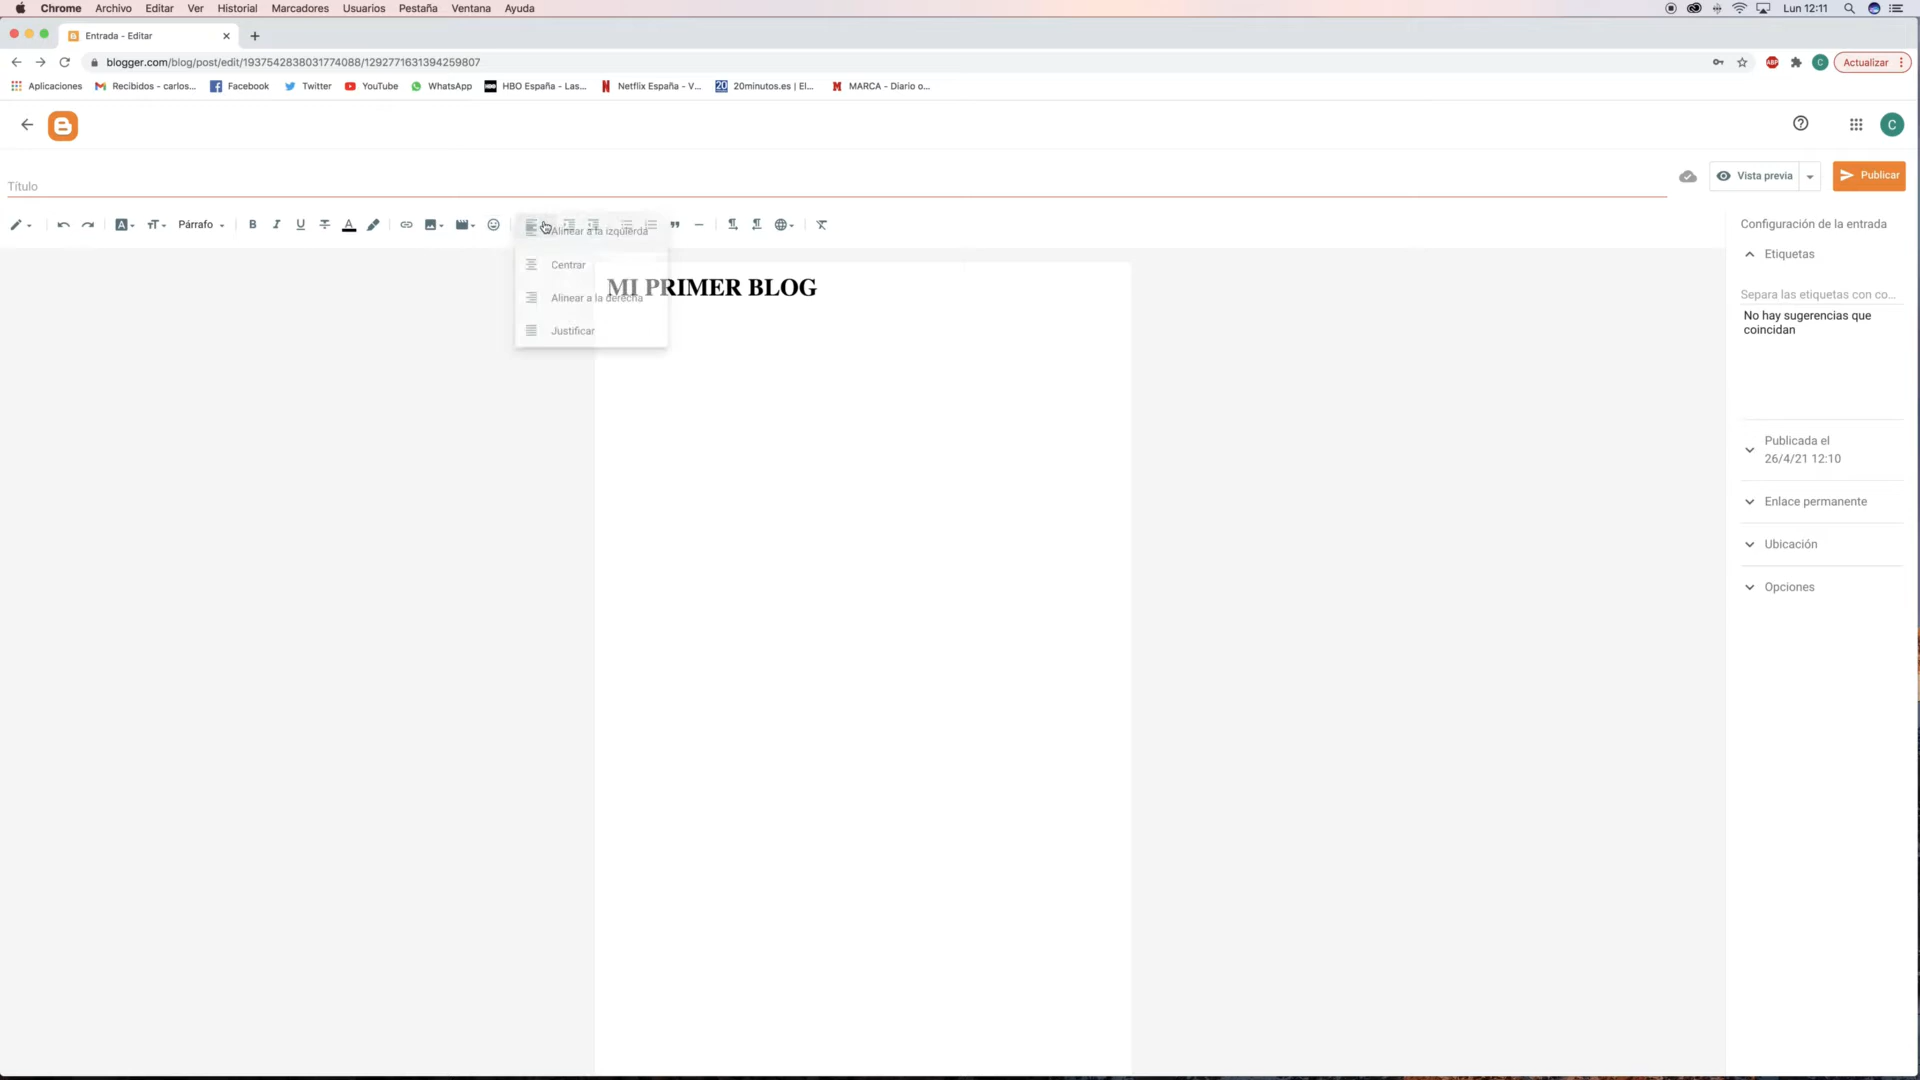 Chrome Archivo Editar Ver Historial Marcadores Usuarios Pestaña Ventana Ayuda Lun 12:11
Entrada - Editar
blogger.com/blog/post/edit/1937542838031774088/1292771631394259807 ABP C Actualizar
Aplicaciones Recibidos - carlos... Facebook Twitter YouTube WhatsApp HBO España - Las... Netflix España - V... 20minutos.es | El... MARCA - Diario o...
C
Título
Vista previa Publicar
Párrafo B I U A
Configuración de la entrada
Alinear a la izquierda
Etiquetas
Centrar
MI PRIMER BLOG
Alinear a la derecha
Separa las etiquetas con co...
No hay sugerencias que
coincidan
Justificar
Publicada el
26/4/21 12:10
Enlace permanente
Ubicación
Opciones